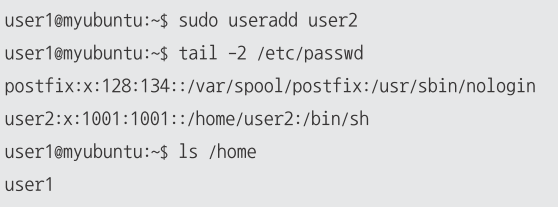 user1@myubuntu:~$ sudo useradd user2
user1@myubuntu:~$ tail -2 /etc/passwd
postfix:x:128:134::/var/spool/postfix:/usr/sbin/nologin
user2:x:1001:1001::/home/user2:/bin/sh
user1@myubuntu:~$ ls /home
user1